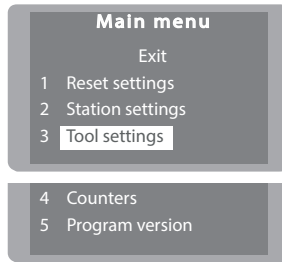 Main menu
Exit
1 Reset settings
2 Station settings
3 Tool settings
4 Counters
5 Program version